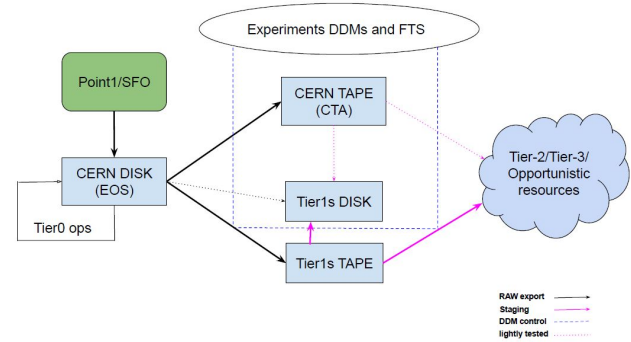 Experiments DDMs and FTS
Point1/SFO
CERN TAPE
(CTA)
CERN DISK
(EOS)
Tier-2/Tier-3/
Opportunistic
resources
Tier1s DISK
Tier0 ops
Tier1s TAPE
RAW export
Staging
DDM control
lightly tested